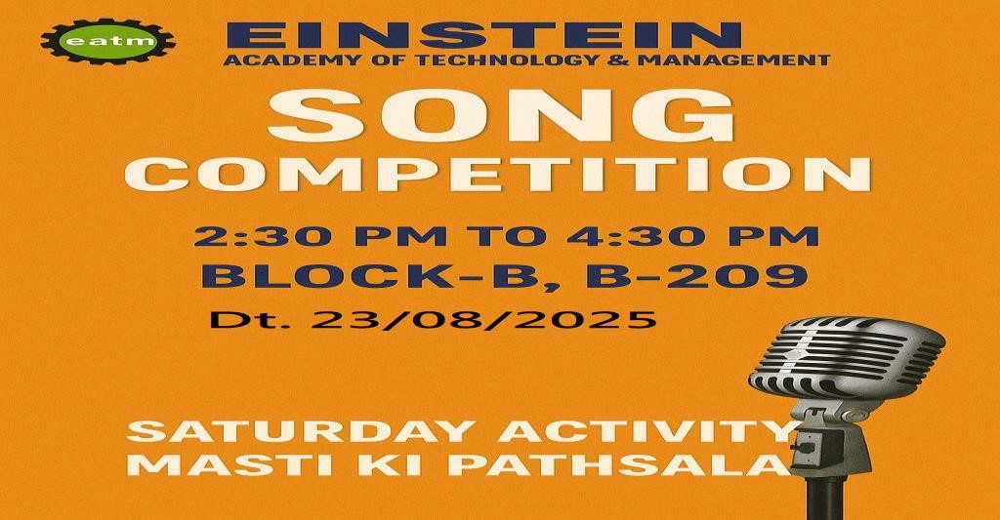 eatm
EINSTEIN
ACADEMY OF TECHNOLOGY & MANAGEMENT
SONG
COMPETITION
2:30 PM TO 4:30 PM
BLOCK-B, B-209
Dt. 23/08/2025
SATURDAY ACTIVITY
MASTI KI PATHSALA